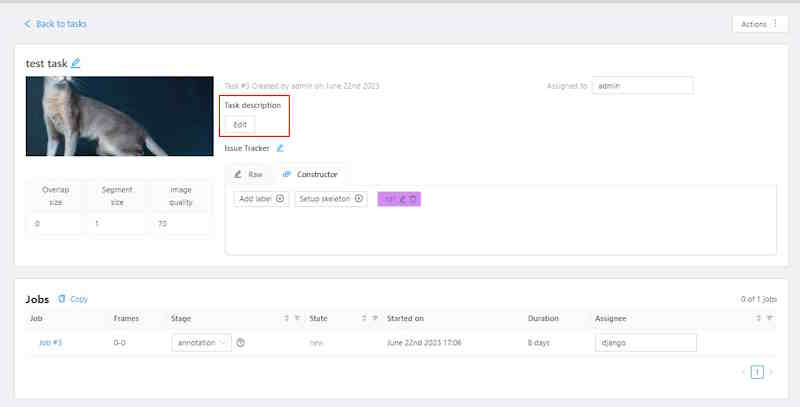 Back to tasks
Actions
test task
Task #3 Created by admin on June 22nd 2023
Assigned to admin
Task description
Edit
Issue Tracker
Raw Constructor
Overlap size Segment size Image quality
0 1 70
Add label Setup skeleton
Jobs Copy 0 of 1 jobs
Job Frames Stage State Started on Duration Assignee
Job #3 0-0 annotation new June 22nd 2023 17:06 8 days django
1